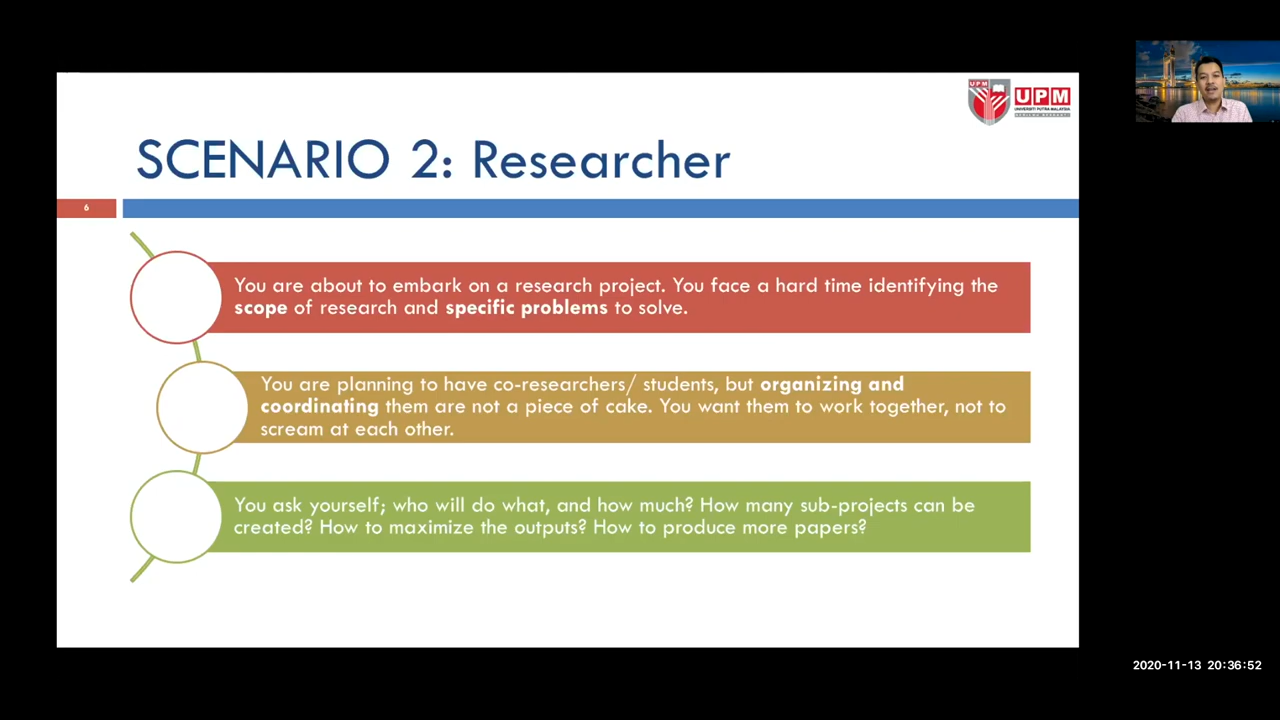 UPM
UPM
UNIVERSITI PUTRA MALAYSIA
SCENARIO 2: Researcher
6
You are about to embark on a research project. You face a hard time identifying the
scope of research and specific problems to solve.
You are planning to have co-researchers/ students, but organizing and
coordinating them are not a piece of cake. You want them to work together, not to
scream at each other.
You ask yourself; who will do what, and how much? How many sub-projects can be
created? How to maximize the outputs? How to produce more papers?
2020-11-13 20:36:52